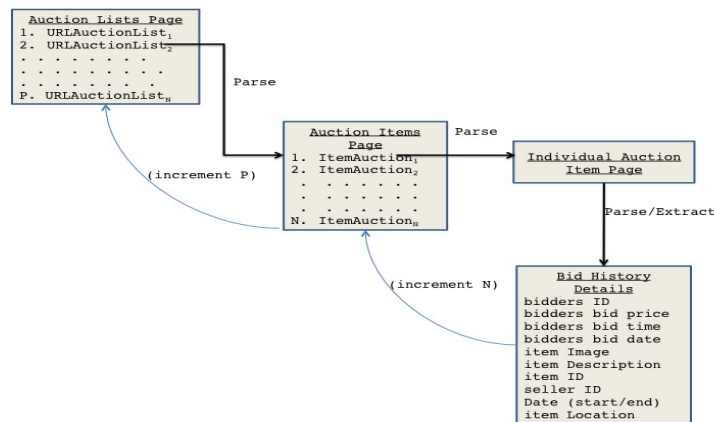 Auction Lists Page
1. URLAuctionList₁
2. URLAuctionList₂
. . . . . . . .
. . . . . . . . .
. . . . . . . .
P. URLAuctionListN
Parse
(increment P)
Auction Items
Page
1. ItemAuction₁
2. ItemAuction₂
. . . . . .
. . . . . .
. . . . . .
N. ItemAuctionN
Parse
Individual Auction
Item Page
Parse/Extract
(increment N)
Bid History
Details
bidders ID
bidders bid price
bidders bid time
bidders bid date
item Image
item Description
item ID
seller ID
Date (start/end)
item Location